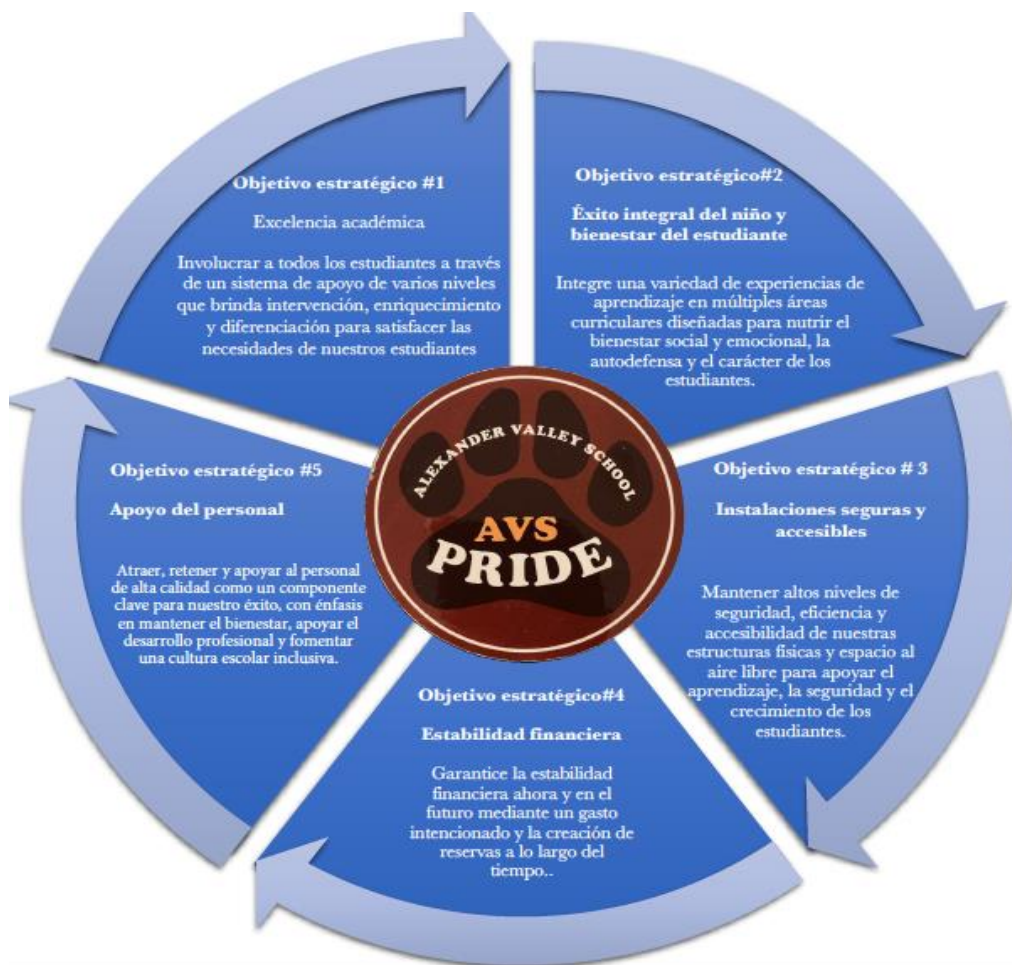 Objetivo estratégico #1
Excelencia académica
Involucrar a todos los estudiantes a través
de un sistema de apoyo de varios niveles
que brinda intervención, enriquecimiento
y diferenciación para satisfacer las
necesidades de nuestros estudiantes
Objetivo estratégico#2
Éxito integral del niño y
bienestar del estudiante
Integre una variedad de experiencias de
aprendizaje en múltiples áreas
curriculares diseñadas para nutrir el
bienestar social y emocional, la
autodefensa y el carácter de los
estudiantes.
Objetivo estratégico # 3
Instalaciones seguras y
accesibles
Mantener altos niveles de
seguridad, eficiencia y
accesibilidad de nuestras
estructuras físicas y espacio al
aire libre para apoyar el
aprendizaje, la seguridad y el
crecimiento de los
estudiantes.
Objetivo estratégico#4
Estabilidad financiera
Garantice la estabilidad
financiera ahora y en el
futuro mediante un gasto
intencionado y la creación de
reservas a lo largo del
tiempo..
Objetivo estratégico #5
Apoyo del personal
Atraer, retener y apoyar al personal
de alta calidad como un componente
clave para nuestro éxito, con énfasis
en mantener el bienestar, apoyar el
desarrollo profesional y fomentar
una cultura escolar inclusiva.
ALEXANDER VALLEY SCHOOL
AVS
PRIDE